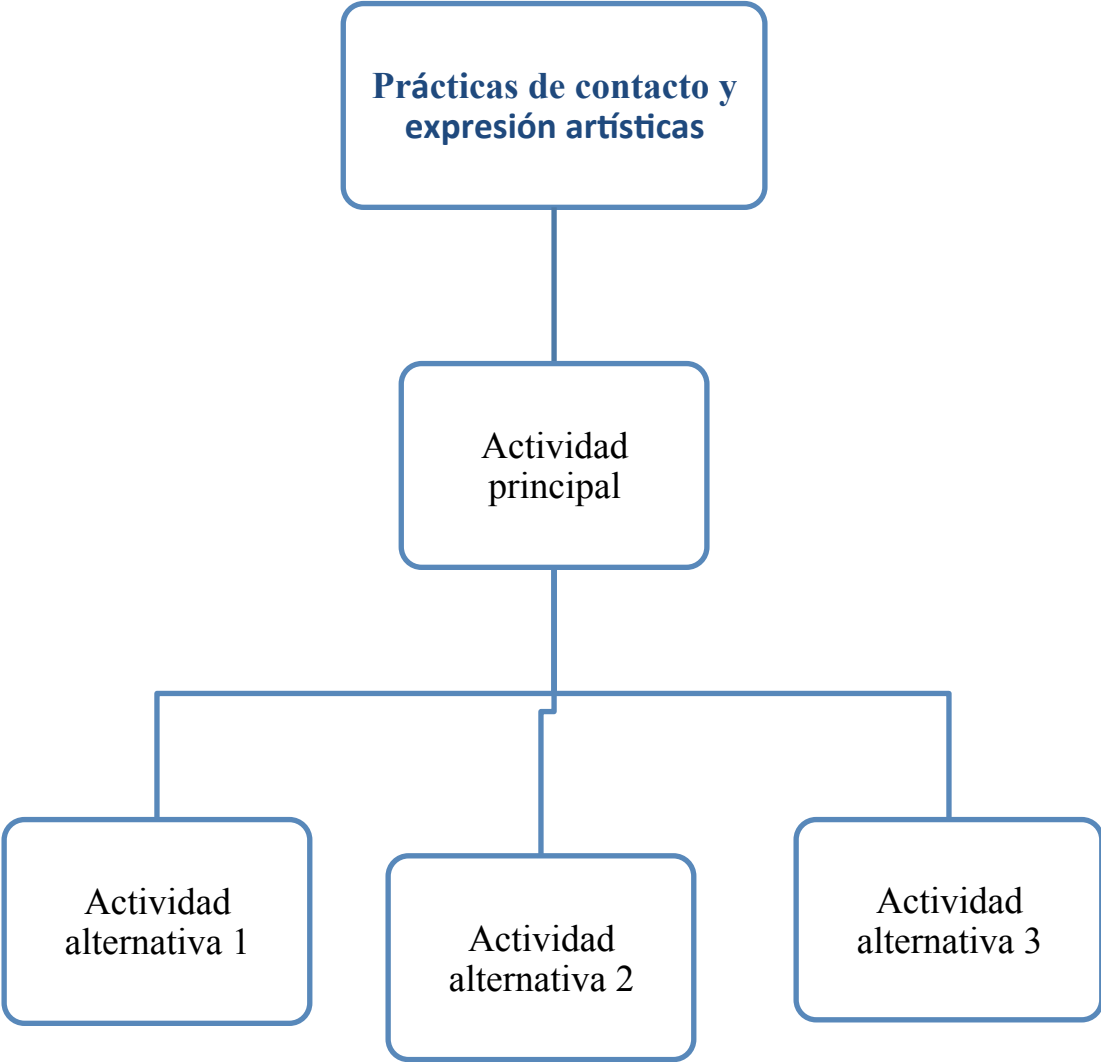 Prácticas de contacto y
expresión artísticas
Actividad
principal
Actividad
alternativa 1
Actividad
alternativa 2
Actividad
alternativa 3